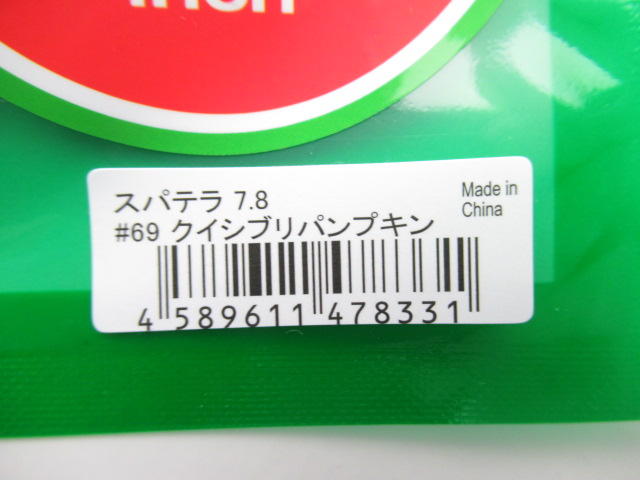 inch
スパテラ 7.8
Made in
China
#69 クイシブリパンプキン
4 589611 478331